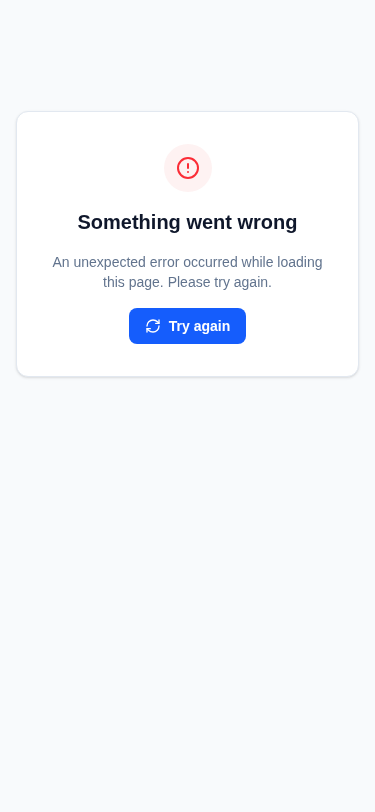 Something went wrong
An unexpected error occurred while loading
this page. Please try again.
Try again